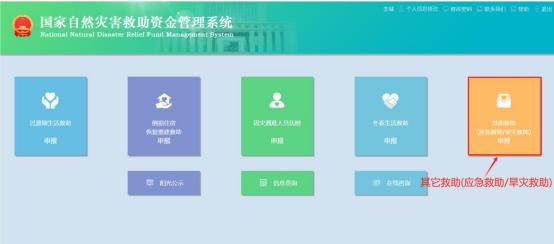 国家自然灾害救助资金管理系统
National Natural Disaster Relief Fund Management System
个人信息修改 修改密码 联系我们 帮助 退出
过渡期生活救助
申报
倒损住房
恢复重建救助
申报
因灾遇难人员抚慰
申报
冬春生活救助
申报
其他救助
(应急救助/旱灾救助)
申报
阳光公示
信息查询
在线咨询
其它救助(应急救助/旱灾救助)